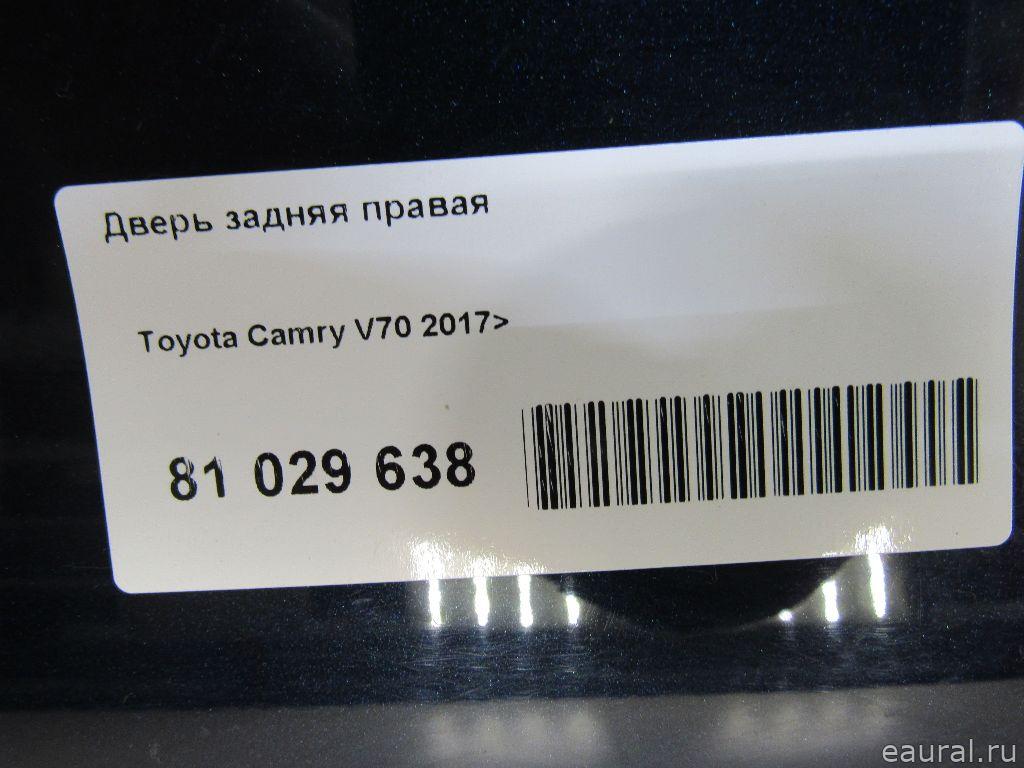 Дверь задняя правая
Toyota Camry V70 2017>
81 029 638
eaural.ru